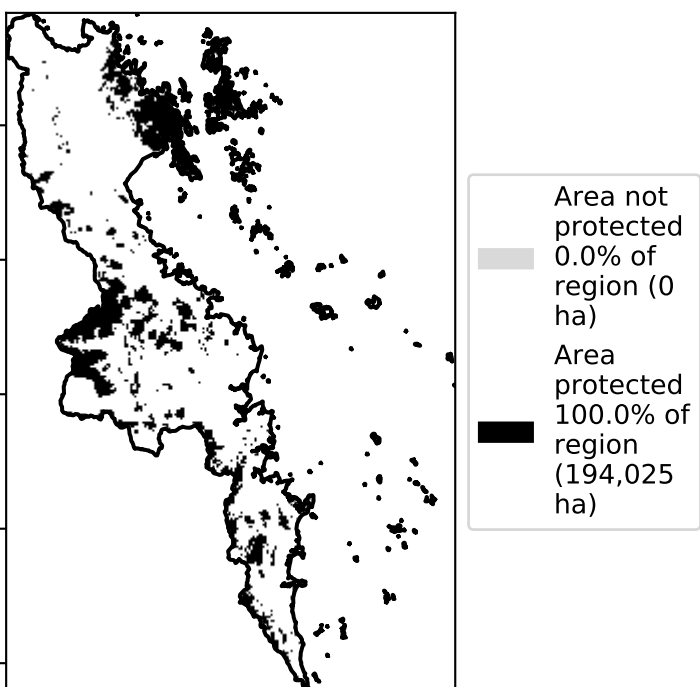 Area not
protected
0.0% of
region (0
ha)
Area
protected
100.0% of
region
(194,025
ha)